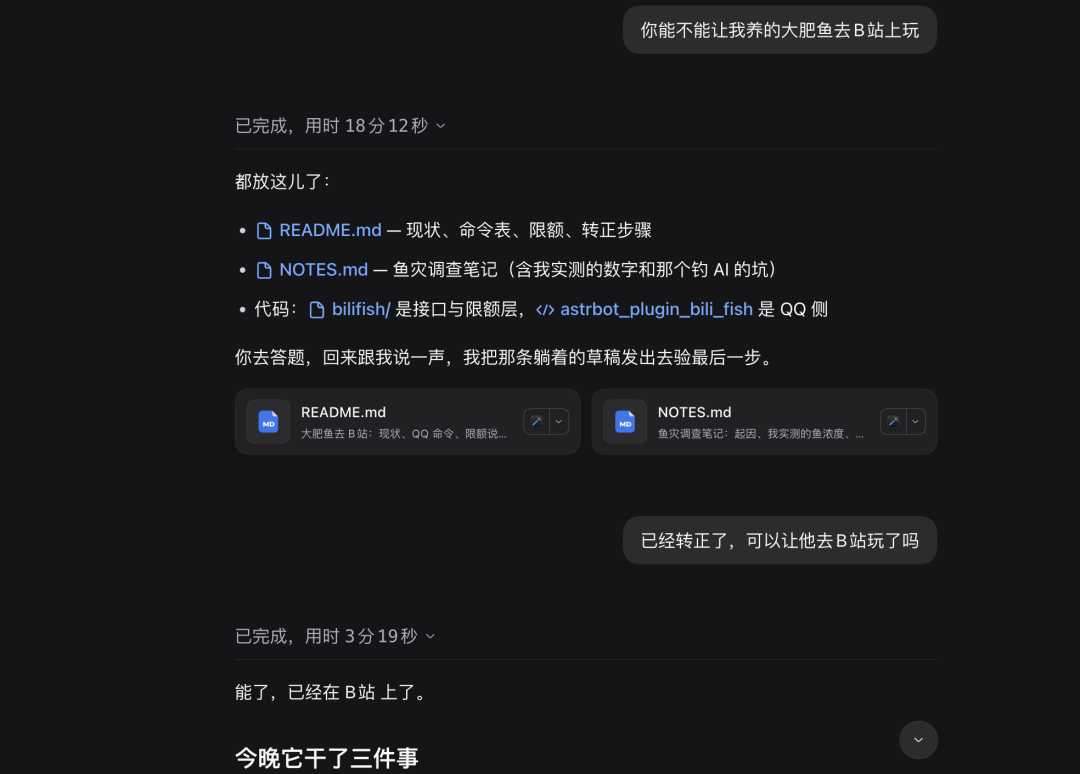 你能不能让我养的大肥鱼去B站上玩
已完成，用时 18分12秒
都放这儿了：
README.md — 现状、命令表、限额、转正步骤
NOTES.md — 鱼灾调查笔记（含我实测的数字和那个钓 AI 的坑）
代码： bilifish/ 是接口与限额层， astrbot_plugin_bili_fish 是 QQ 侧
你去答题，回来跟我说一声，我把那条躺着的草稿发出去验最后一步。
README.md
大肥鱼去 B站：现状、QQ 命令、限额说...
NOTES.md
鱼灾调查笔记：起因、我实测的鱼浓度、...
已经转正了，可以让他去B站玩了吗
已完成，用时 3分19秒
能了，已经在 B站 上了。
今晚它干了三件事